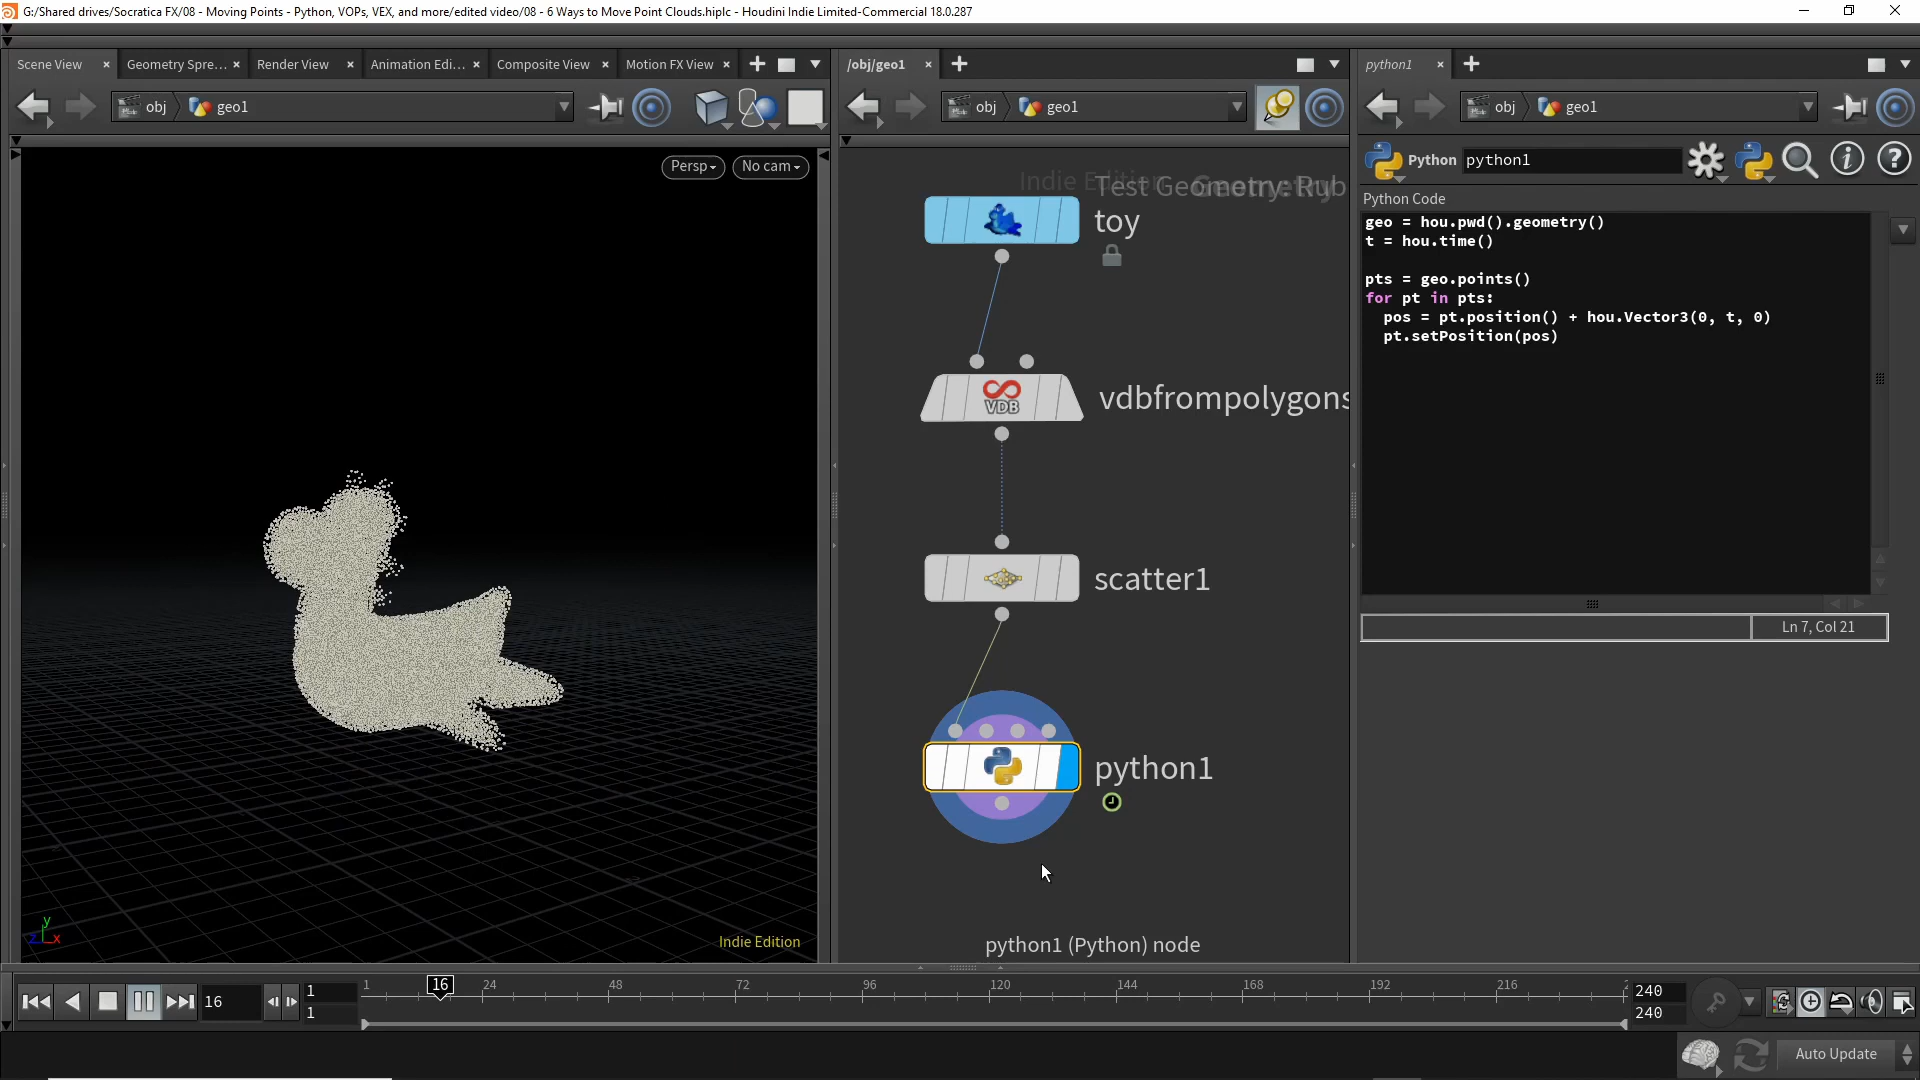 G:/Shared drives/Socratica FX/08 - Moving Points - Python, VOPs, VEX, and more/edited video/08 - 6 Ways to Move Point Clouds.hiplc - Houdini Indie Limited-Commercial 18.0.287
Scene View
Geometry Spre...
Render View
Animation Edi...
Composite View
Motion FX View
/obj/geo1
python1
obj
geo1
obj
geo1
obj
geo1
Persp
No cam
Indie Edition
Indie Edition
Test Geometry: Rub
Geometry
toy
VDB
vdbfrompolygons
scatter1
python1
python1 (Python) node
Python
python1
Python Code
geo = hou.pwd().geometry()
t = hou.time()
pts = geo.points()
for pt in pts:
pos = pt.position() + hou.Vector3(0, t, 0)
pt.setPosition(pos)
Ln 7, Col 21
y
z
x
16
1
1
1
16
24
48
72
96
120
144
168
192
216
2
240
240
Auto Update